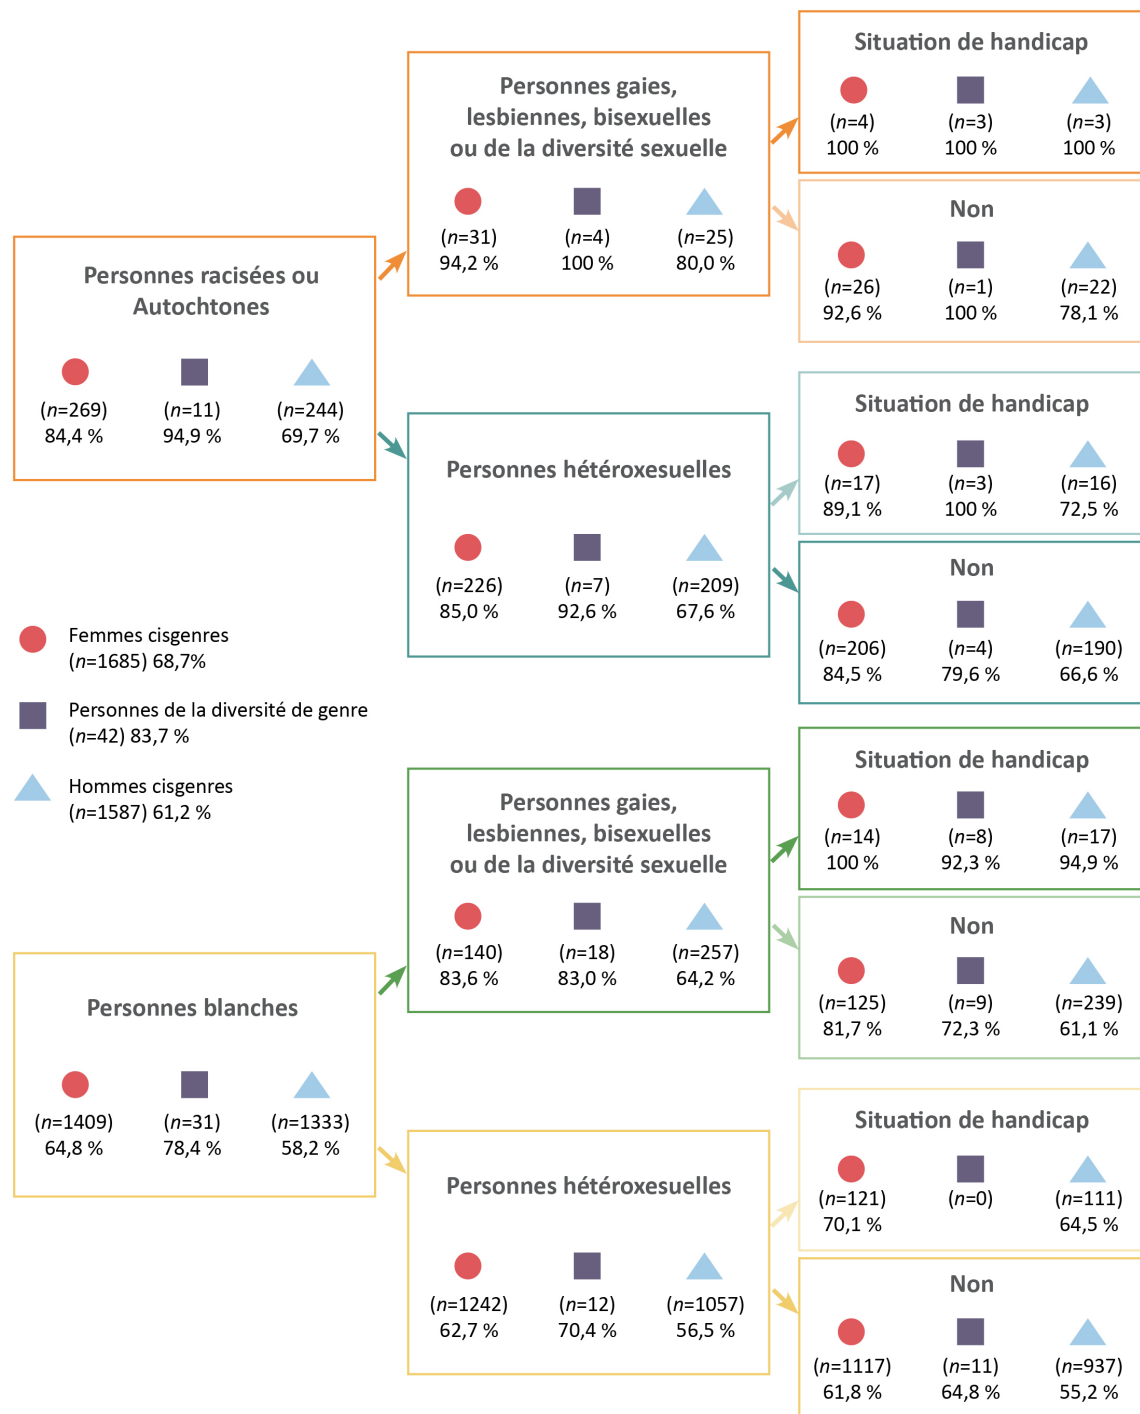 Personnes racisées ou
Autochtones
(n=269) (n=11) (n=244)
84,4 % 94,9 % 69,7 %
Personnes gaies,
lesbiennes, bisexuelles
ou de la diversité sexuelle
(n=31) (n=4) (n=25)
94,2 % 100 % 80,0 %
Situation de handicap
(n=4) (n=3) (n=3)
100 % 100 % 100 %
Non
(n=26) (n=1) (n=22)
92,6 % 100 % 78,1 %
Personnes hétéroxesuelles
(n=226) (n=7) (n=209)
85,0 % 92,6 % 67,6 %
Situation de handicap
(n=17) (n=3) (n=16)
89,1 % 100 % 72,5 %
Non
(n=206) (n=4) (n=190)
84,5 % 79,6 % 66,6 %
Femmes cisgenres
(n=1685) 68,7%
Personnes de la diversité de genre
(n=42) 83,7 %
Hommes cisgenres
(n=1587) 61,2 %
Personnes blanches
(n=1409) (n=31) (n=1333)
64,8 % 78,4 % 58,2 %
Personnes gaies,
lesbiennes, bisexuelles
ou de la diversité sexuelle
(n=140) (n=18) (n=257)
83,6 % 83,0 % 64,2 %
Situation de handicap
(n=14) (n=8) (n=17)
100 % 92,3 % 94,9 %
Non
(n=125) (n=9) (n=239)
81,7 % 72,3 % 61,1 %
Personnes hétéroxesuelles
(n=1242) (n=12) (n=1057)
62,7 % 70,4 % 56,5 %
Situation de handicap
(n=121) (n=0) (n=111)
70,1 % 64,5 %
Non
(n=1117) (n=11) (n=937)
61,8 % 64,8 % 55,2 %